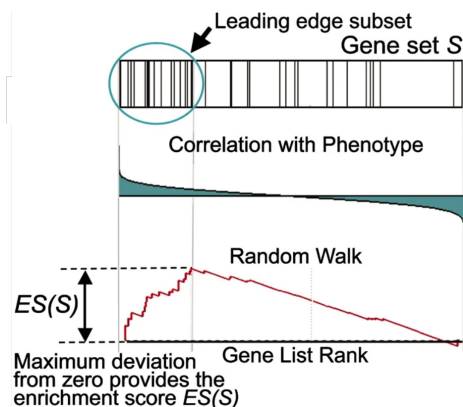 Leading edge subset
Gene set S
Correlation with Phenotype
Random Walk
ES(S)
Gene List Rank
Maximum deviation
from zero provides the
enrichment score ES(S)